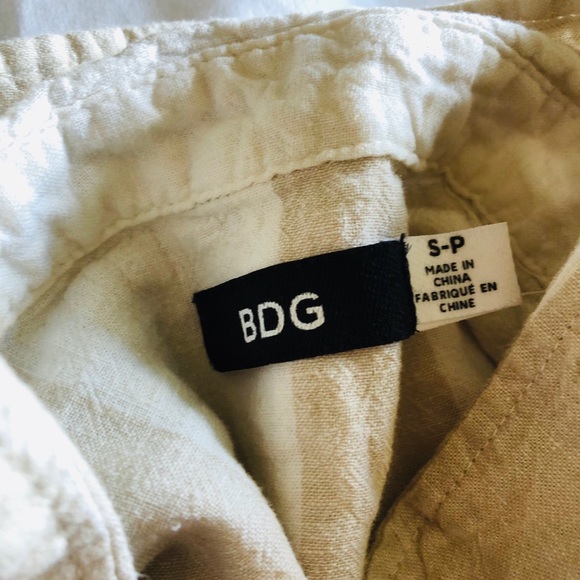 BDG
S-P
MADE IN
CHINA
FABRIQUÉ EN
CHINE